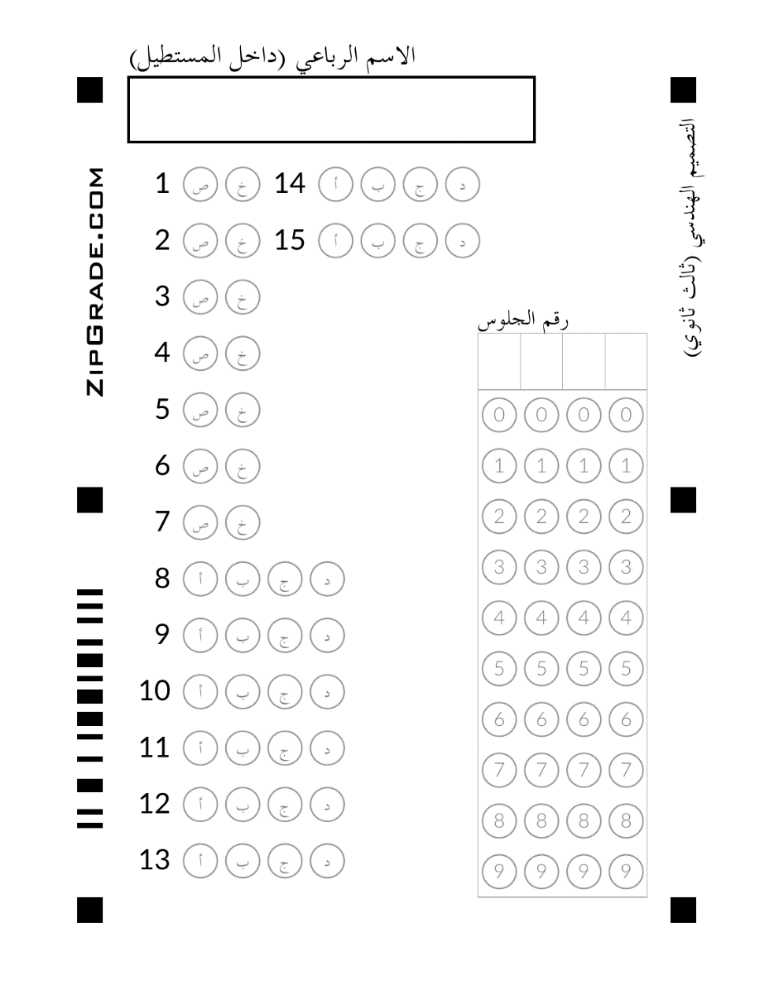 الاسم الرباعي (داخل المستطيل)
التصميم الهندسي (ثالث ثانوي)
ZIPGRADE.COM
1 ص خ
2 ص خ
3 ص خ
4 ص خ
5 ص خ
6 ص خ
7 ص خ
8 أ ب ج د
9 أ ب ج د
10 أ ب ج د
11 أ ب ج د
12 أ ب ج د
13 أ ب ج د
14 أ ب ج د
15 أ ب ج د
رقم الجلوس
0 0 0 0
1 1 1 1
2 2 2 2
3 3 3 3
4 4 4 4
5 5 5 5
6 6 6 6
7 7 7 7
8 8 8 8
9 9 9 9